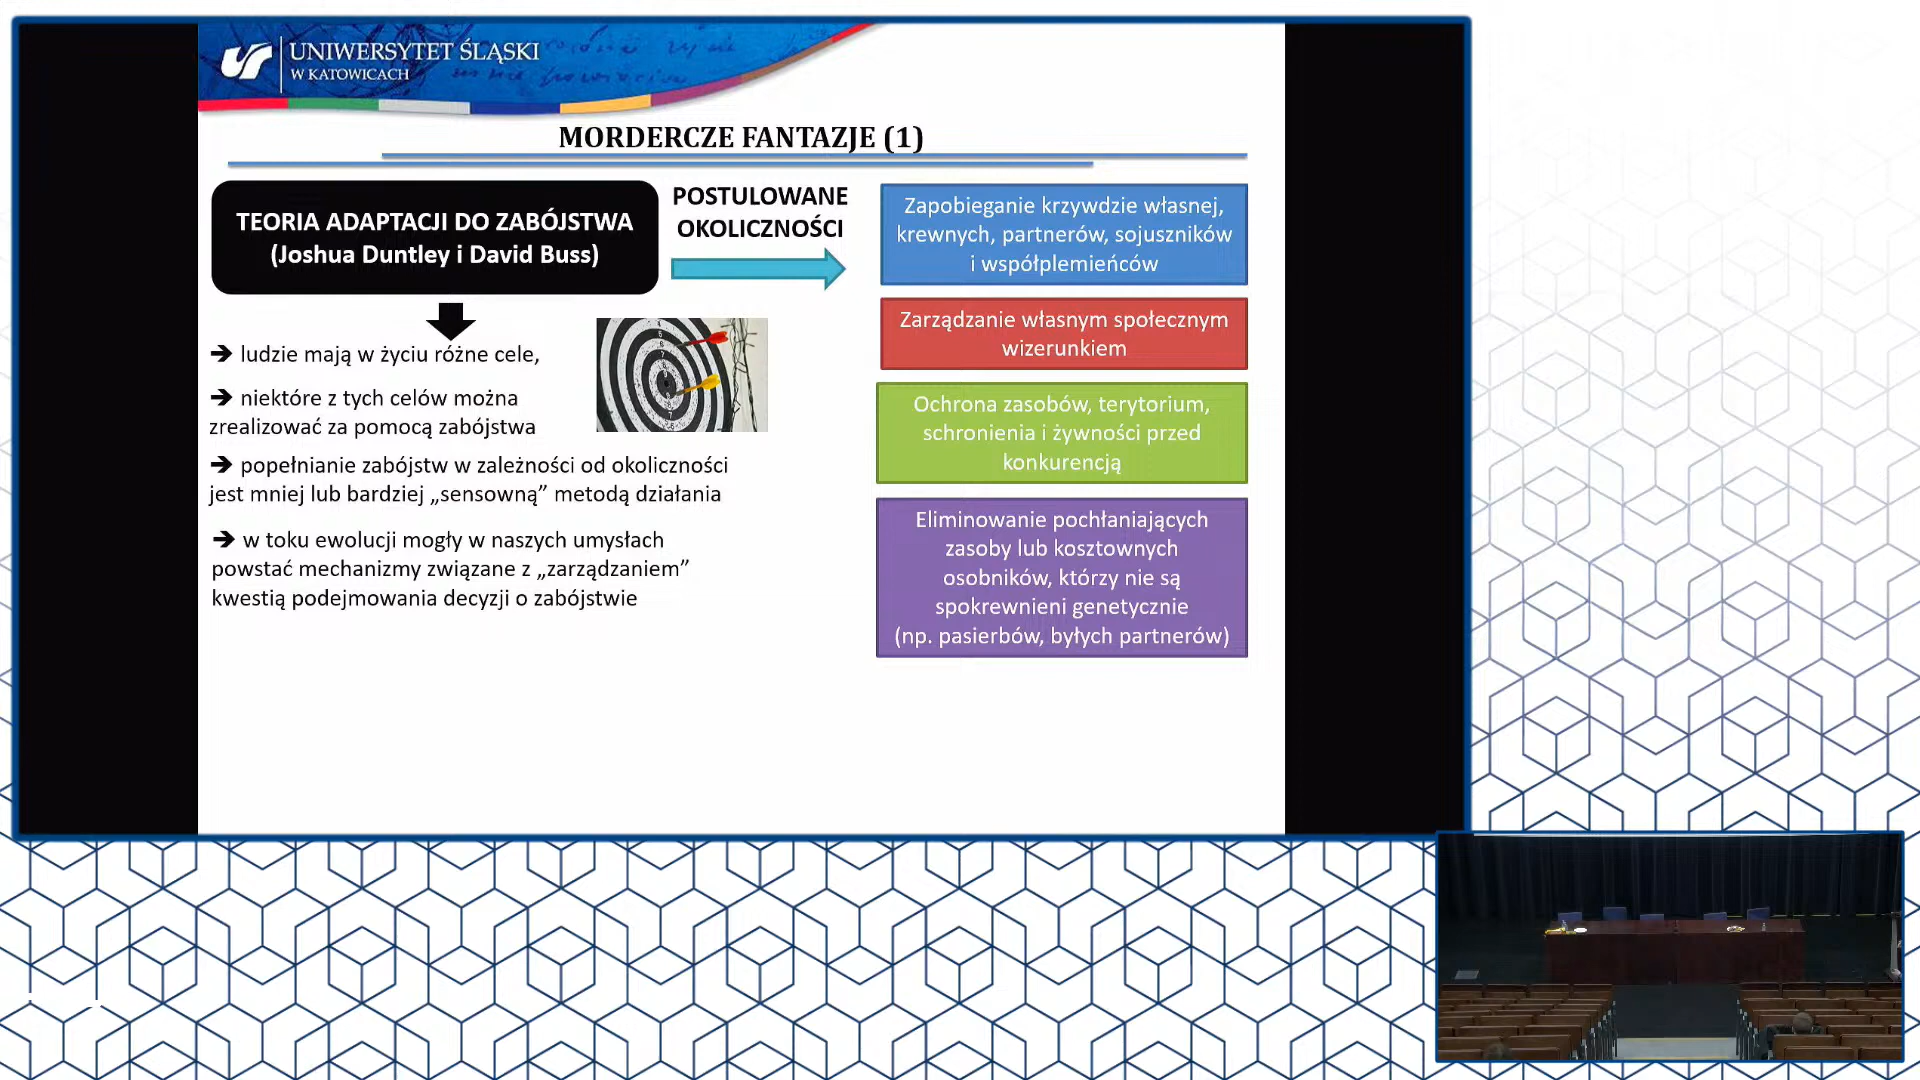 UNIWERSYTET ŚLĄSKI
W KATOWICACH
MORDERCZE FANTAZJE (1)
TEORIA ADAPTACJI DO ZABÓJSTWA
(Joshua Duntley i David Buss)
➔ ludzie mają w życiu różne cele,
➔ niektóre z tych celów można
zrealizować za pomocą zabójstwa
➔ popełnianie zabójstw w zależności od okoliczności
jest mniej lub bardziej „sensowną” metodą działania
➔ w toku ewolucji mogły w naszych umysłach
powstać mechanizmy związane z „zarządzaniem”
kwestią podejmowania decyzji o zabójstwie
POSTULOWANE
OKOLICZNOŚCI
Zapobieganie krzywdzie własnej,
krewnych, partnerów, sojuszników
i współplemieńców
Zarządzanie własnym społecznym
wizerunkiem
Ochrona zasobów, terytorium,
schronienia i żywności przed
konkurencją
Eliminowanie pochłaniających
zasoby lub kosztownych
osobników, którzy nie są
spokrewnieni genetycznie
(np. pasierbów, byłych partnerów)